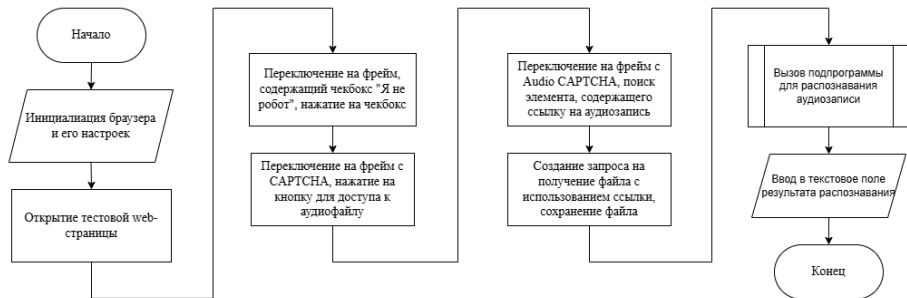 Начало
Инициалиация браузера
и его настроек
Открытие тестовой web-
страницы
Переключение на фрейм,
содержащий чекбокс "Я не
робот", нажатие на чекбокс
Переключение на фрейм с
CAPTCHA, нажатие на
кнопку для доступа к
аудиофайлу
Переключение на фрейм с
Audio CAPTCHA, поиск
элемента, содержащего
ссылку на аудиозапись
Создание запроса на
получение файла с
использованием ссылки,
сохранение файла
Вызов подпрограммы
для распознавания
аудиозаписи
Ввод в текстовое поле
результата распознавания
Конец